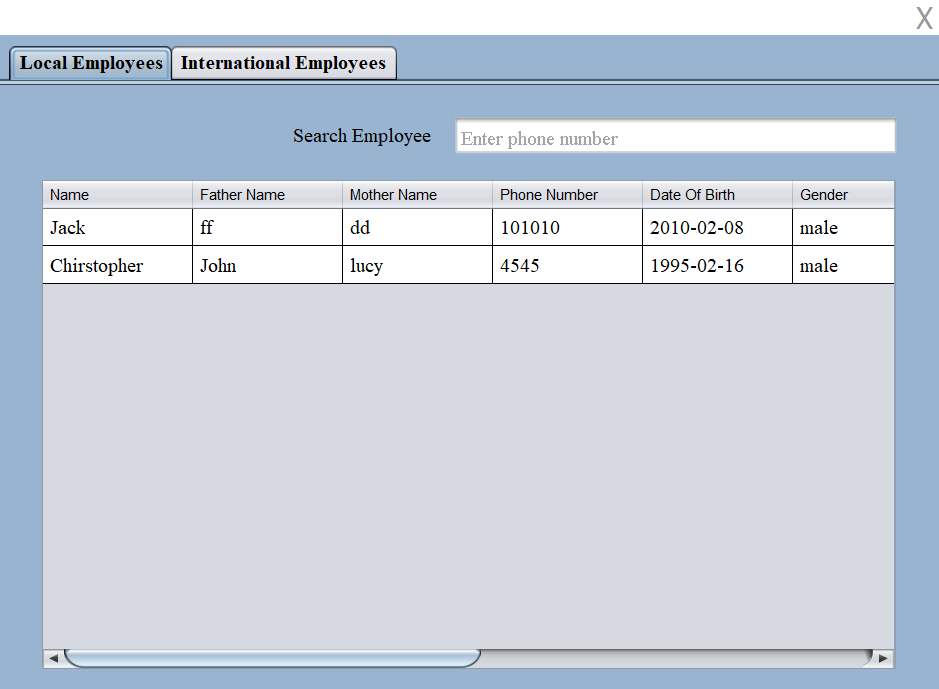 X
Local Employees International Employees
Search Employee Enter phone number
Name Father Name Mother Name Phone Number Date Of Birth Gender
Jack ff dd 101010 2010-02-08 male
Chirstopher John lucy 4545 1995-02-16 male